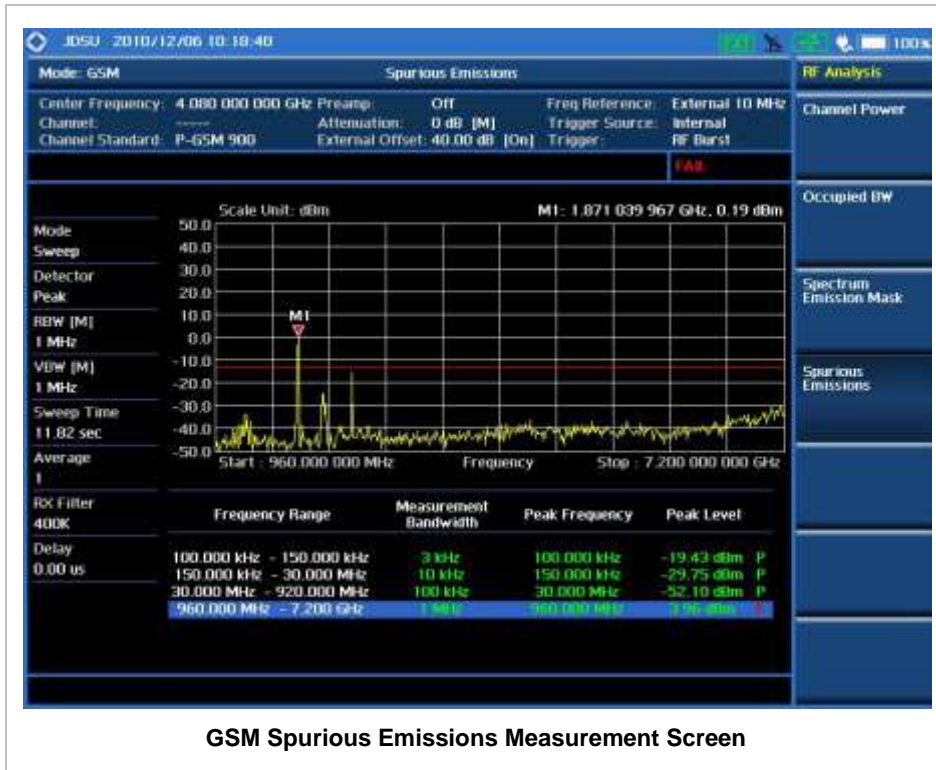 JDSU 2010/12/06 10:18:40
100%
Mode: GSM
Spurious Emissions
RF Analysis
Center Frequency: 4.080 000 000 GHz
Preamp: Off
Freq Reference: External 10 MHz
Channel: -----
Attenuation: 0 dB [M]
Trigger Source: Internal
Channel Standard: P-GSM 900
External Offset: 40.00 dB [On]
Trigger: RF Burst
FAIL
Channel Power
Occupied BW
Spectrum
Emission Mask
Spurious
Emissions
Mode
Sweep
Detector
Peak
RBW [M]
1 MHz
VBW [M]
1 MHz
Sweep Time
11.82 sec
Average
1
RX Filter
400K
Delay
0.00 us
Scale Unit: dBm
M1: 1.871 039 967 GHz, 0.19 dBm
50.0
40.0
30.0
20.0
10.0
0.0
-10.0
-20.0
-30.0
-40.0
-50.0
M1
Start : 960.000 000 MHz
Frequency
Stop : 7.200 000 000 GHz
Frequency Range
Measurement
Bandwidth
Peak Frequency
Peak Level
100.000 kHz - 150.000 kHz 3 kHz 100.000 kHz -19.43 dBm P
150.000 kHz - 30.000 MHz 10 kHz 150.000 kHz -29.75 dBm P
30.000 MHz - 920.000 MHz 100 kHz 30.000 MHz -52.10 dBm P
960.000 MHz - 7.200 GHz 1 MHz 960.000 MHz 3.96 dBm F
GSM Spurious Emissions Measurement Screen